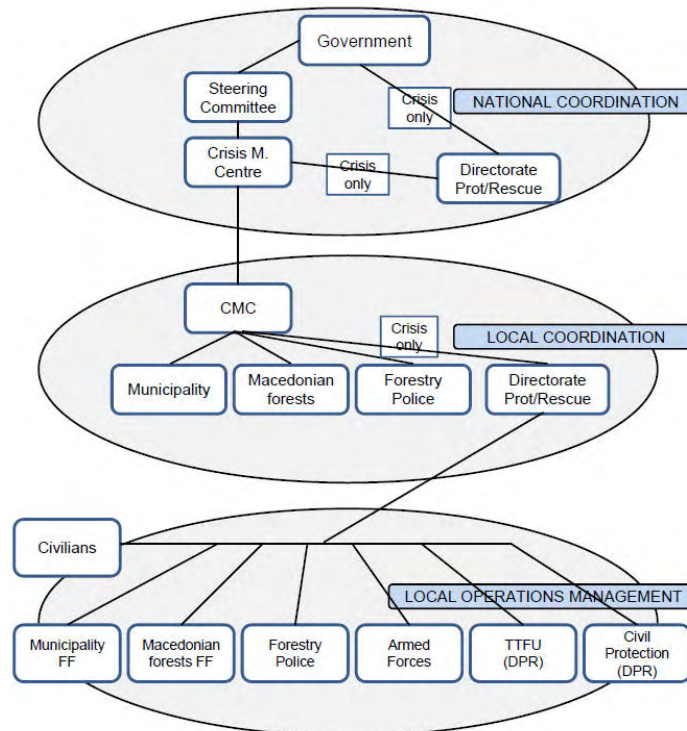 Government
Steering
Committee
Crisis
only
NATIONAL COORDINATION
Crisis M.
Centre
Crisis
only
Directorate
Prot/Rescue
CMC
Crisis
only
LOCAL COORDINATION
Municipality
Macedonian
forests
Forestry
Police
Directorate
Prot/Rescue
Civilians
LOCAL OPERATIONS MANAGEMENT
Municipality
FF
Macedonian
forests FF
Forestry
Police
Armed
Forces
TTFU
(DPR)
Civil
Protection
(DPR)